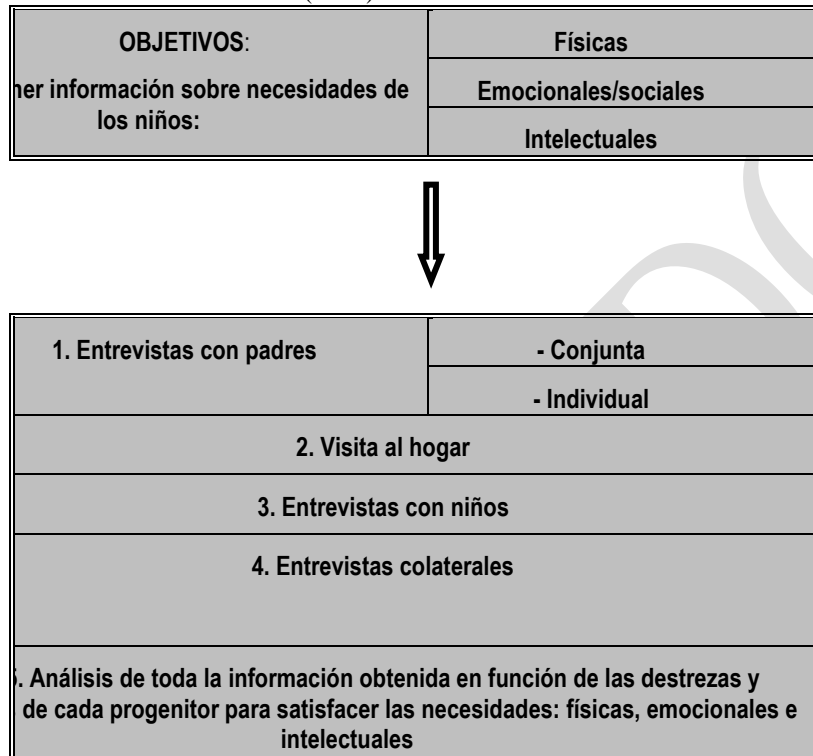 OBJETIVOS:
información sobre necesidades de
los niños:
Físicas
Emocionales/sociales
Intelectuales
1. Entrevistas con padres
- Conjunta
- Individual
2. Visita al hogar
3. Entrevistas con niños
4. Entrevistas colaterales
. Análisis de toda la información obtenida en función de las destrezas y
de cada progenitor para satisfacer las necesidades: físicas, emocionales e
intelectuales